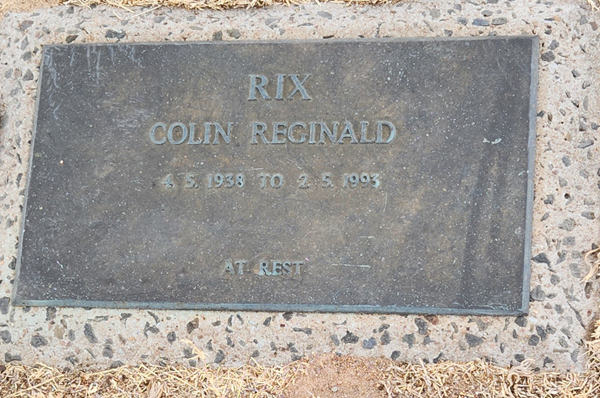 RIX
COLIN REGINALD
4. 5. 1938 TO 2. 5. 1993
AT REST